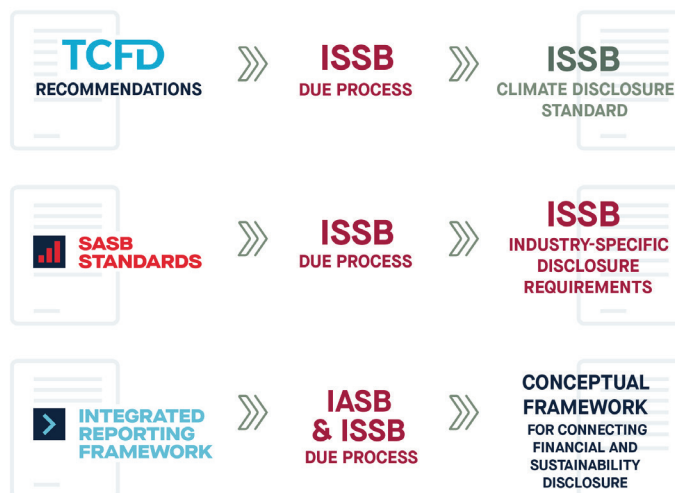 TCFD
RECOMMENDATIONS
ISSB
DUE PROCESS
ISSB
CLIMATE DISCLOSURE
STANDARD
SASB
STANDARDS
ISSB
DUE PROCESS
ISSB
INDUSTRY-SPECIFIC
DISCLOSURE
REQUIREMENTS
INTEGRATED
REPORTING
FRAMEWORK
IASB
& ISSB
DUE PROCESS
CONCEPTUAL
FRAMEWORK
FOR CONNECTING
FINANCIAL AND
SUSTAINABILITY
DISCLOSURE